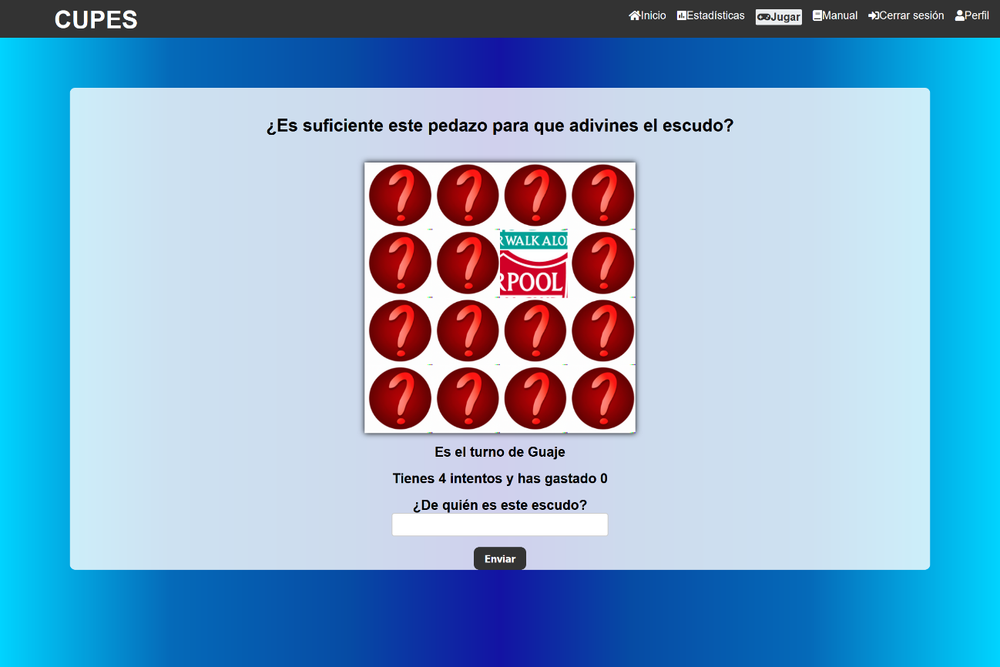 CUPES
Inicio Estadísticas Jugar Manual Cerrar sesión Perfil
¿Es suficiente este pedazo para que adivines el escudo?
? ? ? ?
? ?
R WALK ALO
RPOOL
?
? ? ? ?
? ? ? ?
Es el turno de Guaje
Tienes 4 intentos y has gastado 0
¿De quién es este escudo?
Enviar